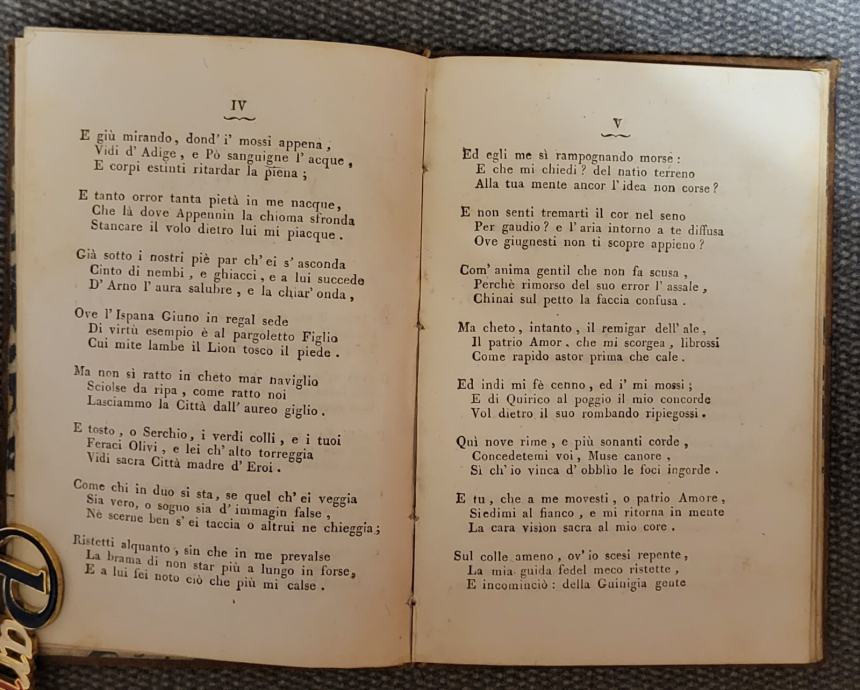 IV
E giù mirando, dond' i' mossi appena,
Vidi d' Adige, e Pò sanguigne l' acque,
E corpi estinti ritardar la piena;
E tanto orror tanta pietà in me nacque,
Che là dove Appennin la chioma sfronda
Stancare il volo dietro lui mi piacque.
Già sotto i nostri piè par ch' ei s' asconda
Cinto di nembi, e ghiacci, e a lui succede
D' Arno l' aura salubre, e la chiar' onda,
Ove l' Ispana Giuno in regal sede
Di virtù esempio è al pargoletto Figlio
Cui mite lambe il Lion tosco il piede.
Ma non sì ratto in cheto mar naviglio
Sciolse da ripa, come ratto noi
Lasciammo la Città dall' aureo giglio.
E tosto, o Serchio, i verdi colli, e i tuoi
Feraci Olivi, e lei ch' alto torreggia
Vidi sacra Città madre d' Eroi.
Come chi in duo si sta, se quel ch' ei veggia
Sia vero, o sogno sia d' immagin false,
Nè scerne ben s' ei taccia o altrui ne chieggia;
Ristetti alquanto, sin che in me prevalse
La brama di non star più a lungo in forse,
E a lui fei noto ciò che più mi calse.
V
Ed egli me sì rampognando morse:
E che mi chiedi? del natio terreno
Alla tua mente ancor l' idea non corse?
E non senti tremarti il cor nel seno
Per gaudio? e l' aria intorno a te diffusa
Ove giugnesti non ti scopre appieno?
Com' anima gentil che non fa scusa,
Perchè rimorso del suo error l' assale,
Chinai sul petto la faccia confusa.
Ma cheto, intanto, il remigar dell' ale,
Il patrio Amor, che mi scorgea, librossi
Come rapido astor prima che cale.
Ed indi mi fè cenno, ed i' mi mossi;
E di Quirico al poggio il mio concorde
Vol dietro il suo rombando ripiegossi.
Quì nove rime, e più sonanti corde,
Concedetemi voi, Muse canore,
Sì ch' io vinca d' obblìo le foci ingorde.
E tu, che a me movesti, o patrio Amore,
Siedimi al fianco, e mi ritorna in mente
La cara visïon sacra al mio core.
Sul colle ameno, ov' io scesi repente,
La mia guida fedel meco ristette,
E incominciò: della Guinigia gente